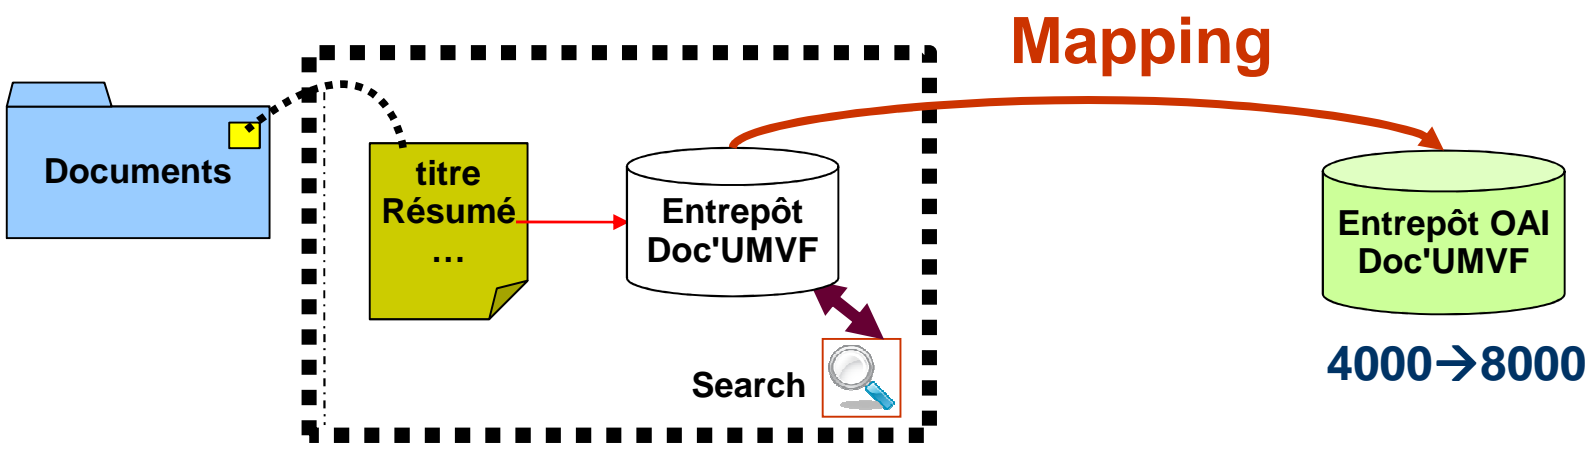 Mapping
Documents
titre
Résumé
…
Entrepôt
Doc'UMVF
Entrepôt OAI
Doc'UMVF
4000→8000
Search